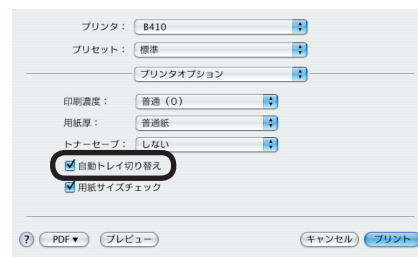 プリンタ： B410
プリセット： 標準
プリンタオプション
印刷濃度： 普通 (0)
用紙厚： 普通紙
トナーセーブ： しない
自動トレイ切り替え
用紙サイズチェック
? PDF▼ プレビュー キャンセル プリント